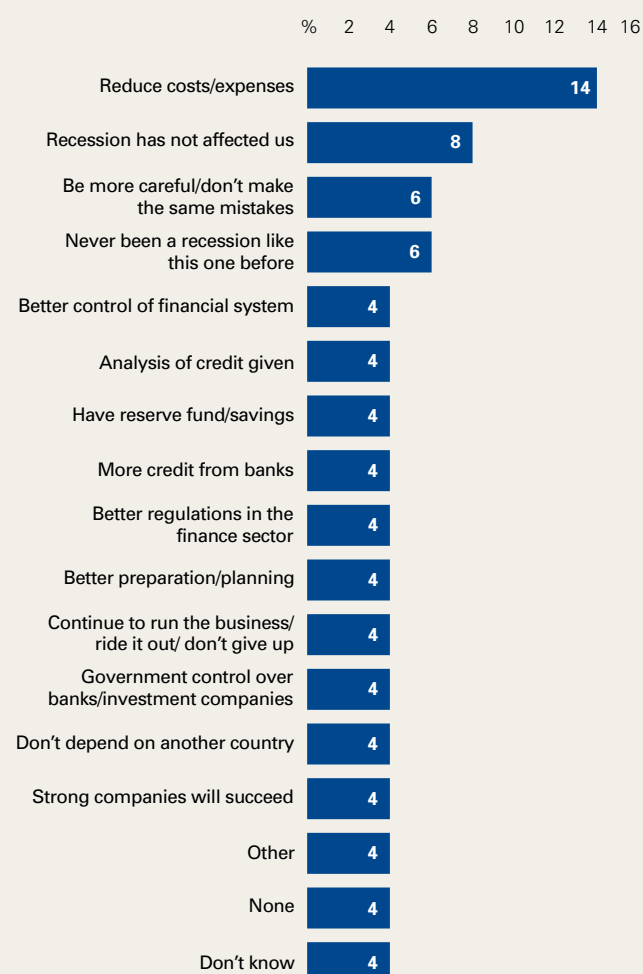 % 2 4 6 8 10 12 14 16
Reduce costs/expenses 14
Recession has not affected us 8
Be more careful/don't make
the same mistakes 6
Never been a recession like
this one before 6
Better control of financial system 4
Analysis of credit given 4
Have reserve fund/savings 4
More credit from banks 4
Better regulations in the
finance sector 4
Better preparation/planning 4
Continue to run the business/
ride it out/ don't give up 4
Government control over
banks/investment companies 4
Don't depend on another country 4
Strong companies will succeed 4
Other 4
None 4
Don't know 4